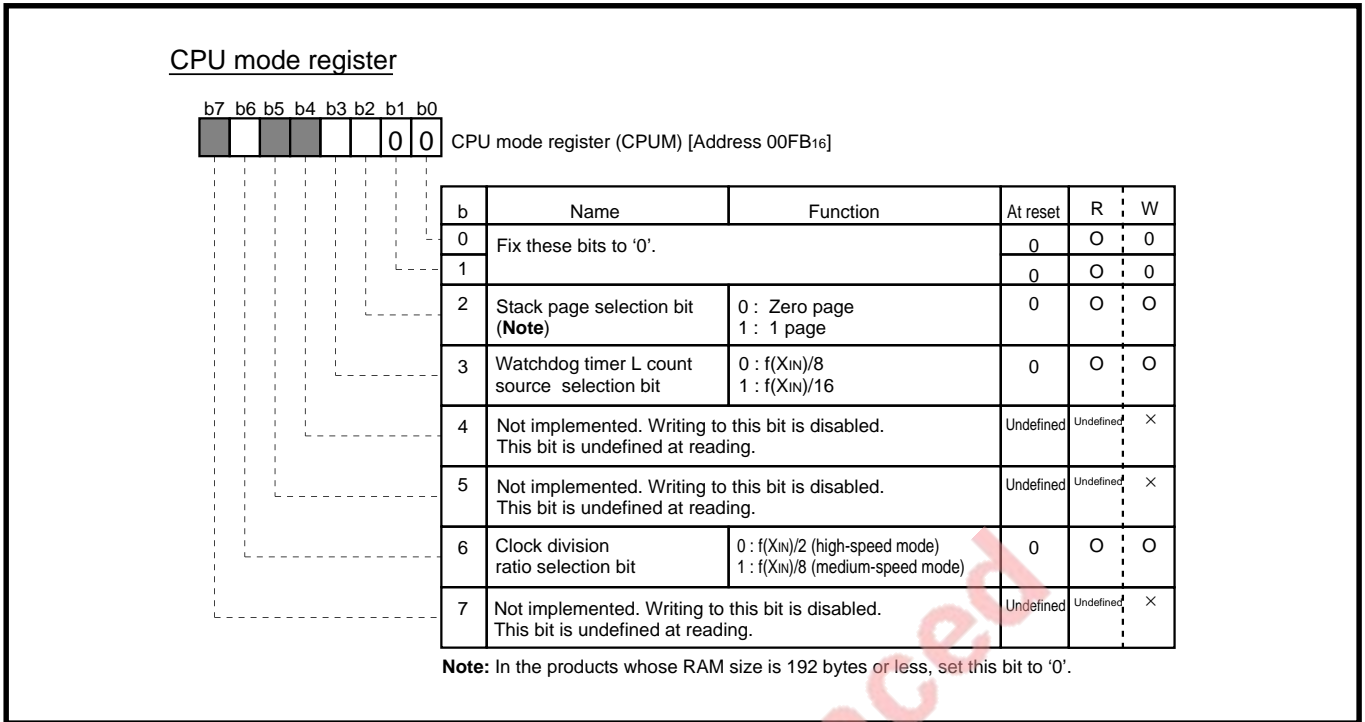 CPU mode register
b7 b6 b5 b4 b3 b2 b1 b0
0 0 CPU mode register (CPUM) [Address 00FB16]
b Name Function At reset R W
0 Fix these bits to ‘0’. 0 O 0
1 0 O 0
2 Stack page selection bit 0 : Zero page 0 O O
(Note) 1 : 1 page
3 Watchdog timer L count 0 : f(XIN)/8 0 O O
source selection bit 1 : f(XIN)/16
4 Not implemented. Writing to this bit is disabled. Undefined Undefined ×
This bit is undefined at reading.
5 Not implemented. Writing to this bit is disabled. Undefined Undefined ×
This bit is undefined at reading.
6 Clock division 0 : f(XIN)/2 (high-speed mode) 0 O O
ratio selection bit 1 : f(XIN)/8 (medium-speed mode)
7 Not implemented. Writing to this bit is disabled. Undefined Undefined ×
This bit is undefined at reading.
Note: In the products whose RAM size is 192 bytes or less, set this bit to ‘0’.